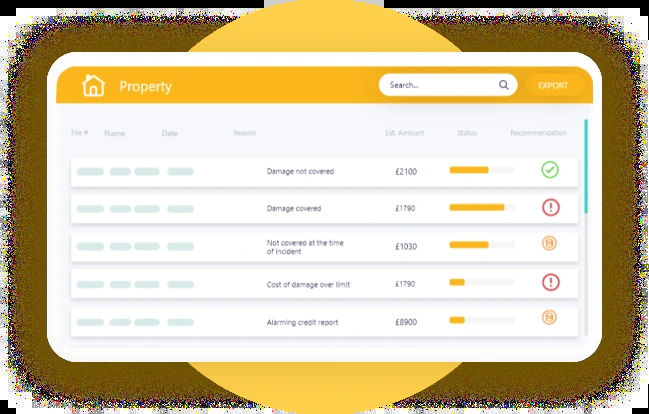 Property
Search...
EXPORT
File # Name Date Reason Est. Amount Status Recommendation
Damage not covered £2100
Damage covered £1790
Not covered at the time
of incident £1030
Cost of damage over limit £1790
Alarming credit report £8900